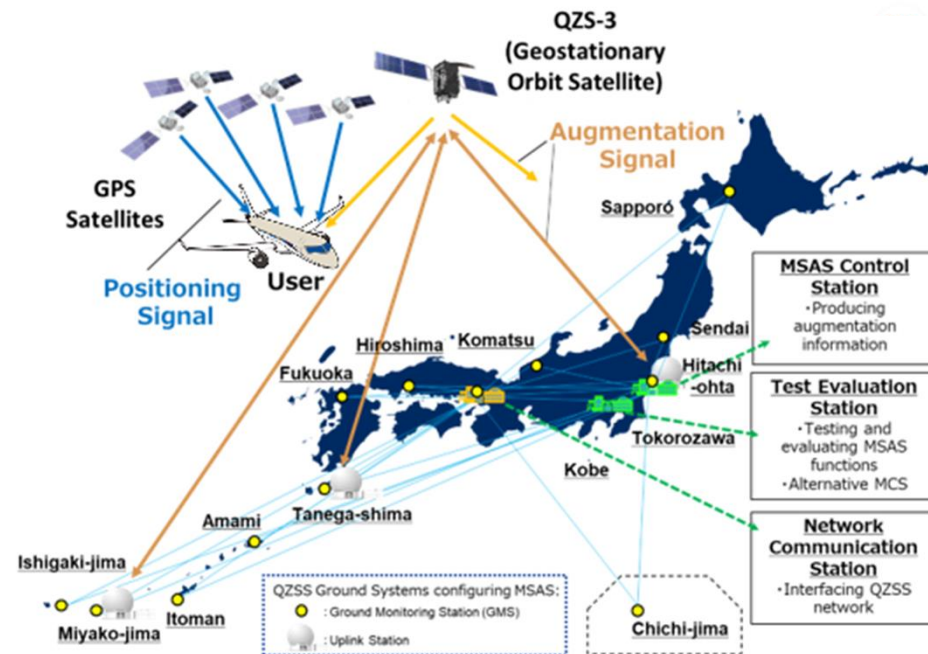 QZS-3
(Geostationary
Orbit Satellite)
Augmentation
Signal
GPS
Satellites
Positioning
Signal
User
Sapporó
MSAS Control
Station
・Producing
augmentation
information
Sendai
Komatsu
Hiroshima
Fukuoka
Hitachi
-ohta
Test Evaluation
Station
・Testing and
evaluating MSAS
functions
・Alternative MCS
Tokorozawa
Kobe
Tanega-shima
Amami
Network
Communication
Station
・Interfacing QZSS
network
Ishigaki-jima
Miyako-jima
Itoman
QZSS Ground Systems configuring MSAS:
: Ground Monitoring Station (GMS)
: Uplink Station
Chichi-jima